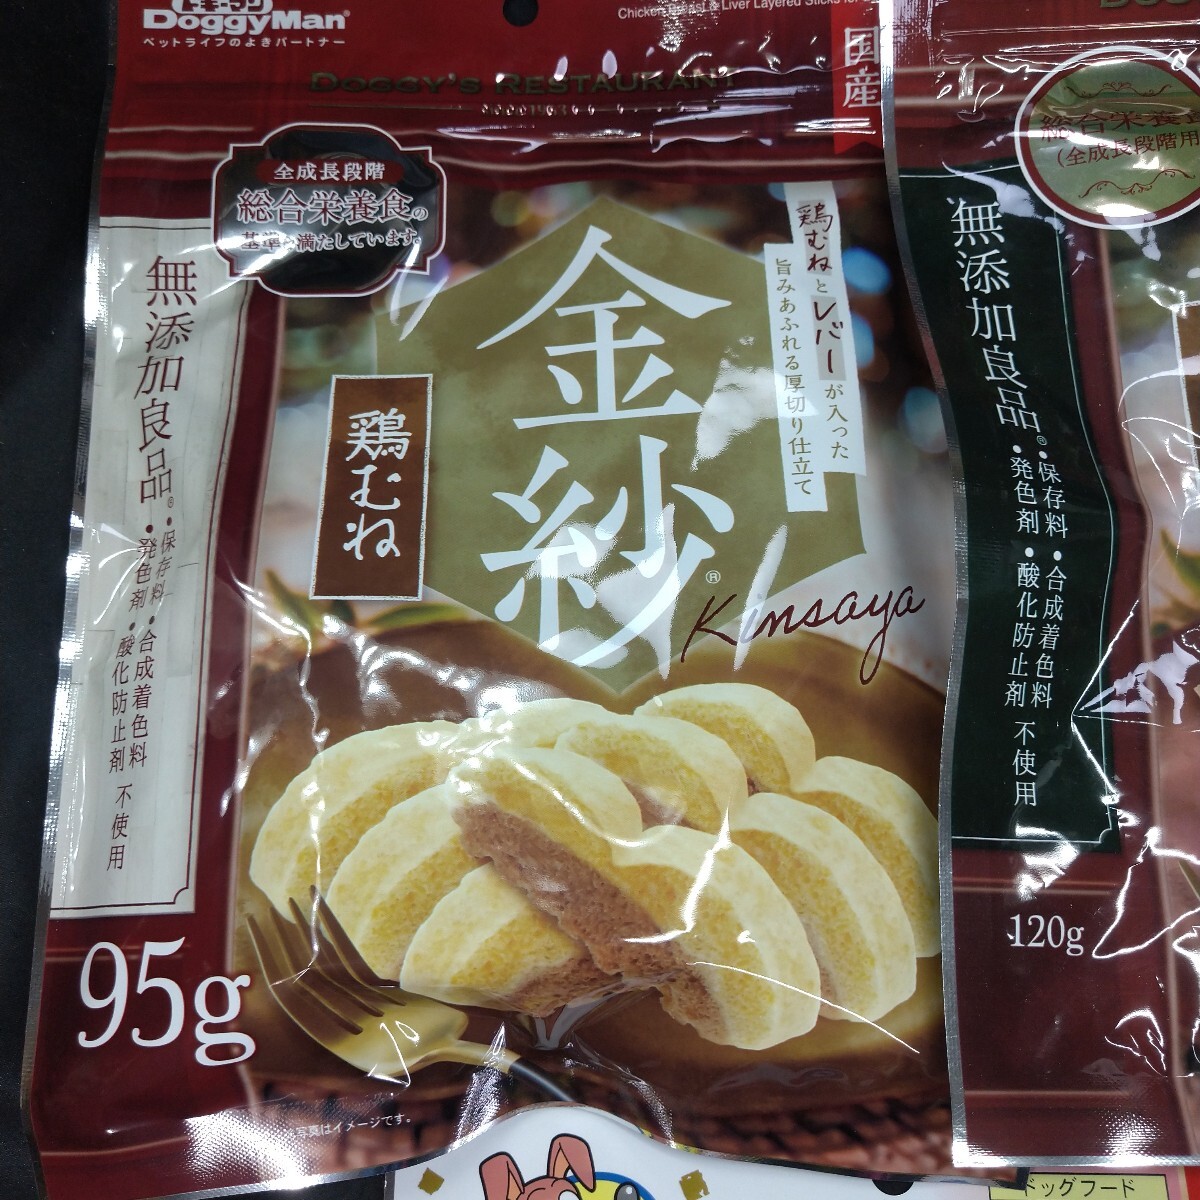 DoggyMan®
ペットライフのよきパートナー
Liver Layered Sticks for
国産
DOGGY'S RESTAURANT
全成長段階
総合栄養食の
基準を満たしています。
無添加良品®
・保存料・合成着色料
・発色剤・酸化防止剤 不使用
鶏むねとレバーが入った
旨みあふれる厚切り仕立て
金紗®
Kinsaya
鶏むね
95g
写真はイメージです。
総合栄養食
(全成長段階用
無添加良品®
・保存料・合成着色料
・発色剤・酸化防止剤 不使用
120g
ドッグフード